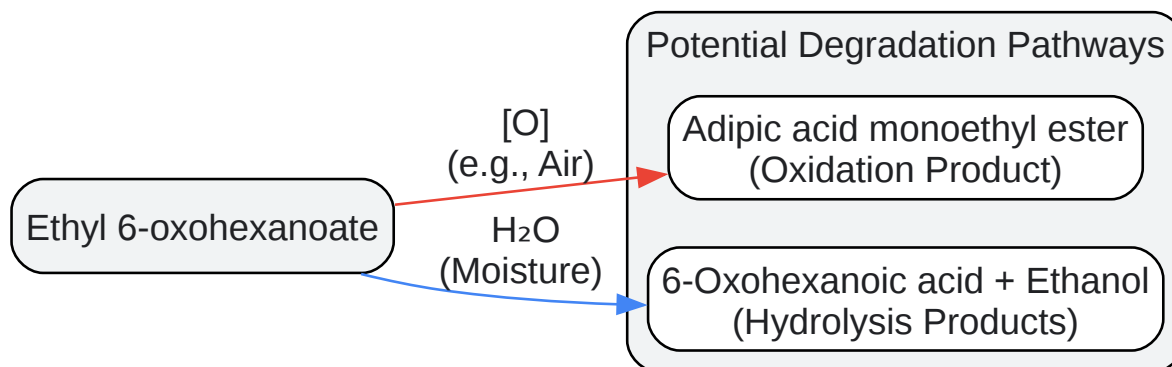 Potential Degradation Pathways
[O]
(e.g., Air)
Adipic acid monoethyl ester
(Oxidation Product)
Ethyl 6-oxohexanoate
H₂O
(Moisture)
6-Oxohexanoic acid + Ethanol
(Hydrolysis Products)